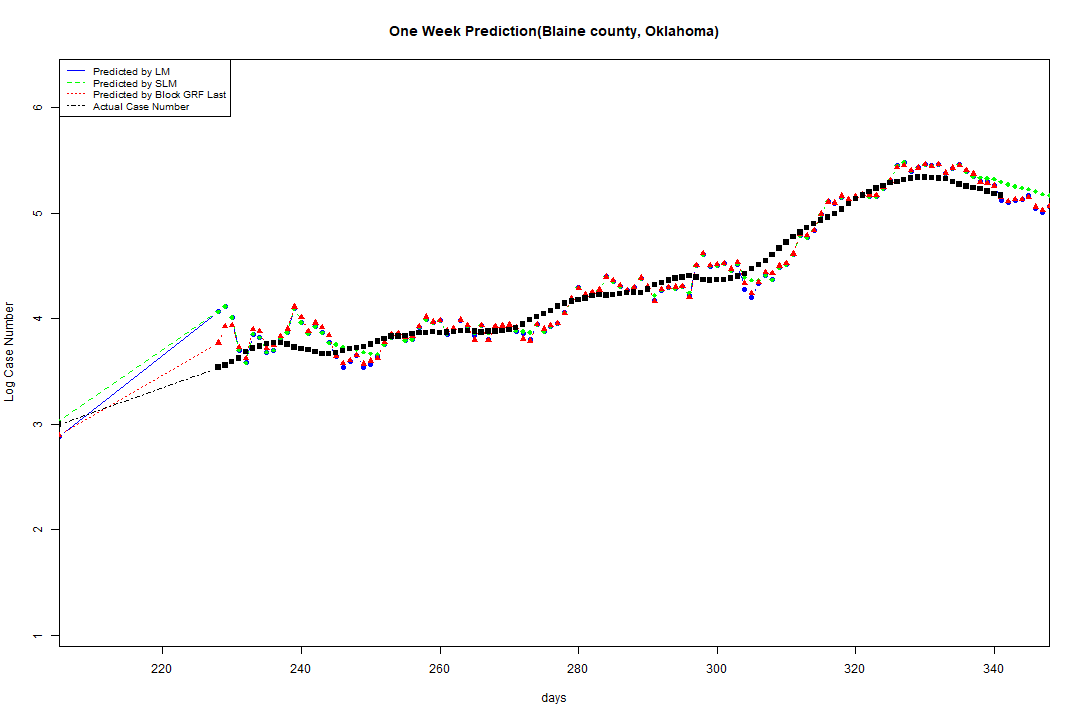 One Week Prediction(Blaine county, Oklahoma)
Predicted by LM
Predicted by SLM
Predicted by Block GRF Last
Actual Case Number
6
5
4
3
2
1
Log Case Number
220 240 260 280 300 320 340
days